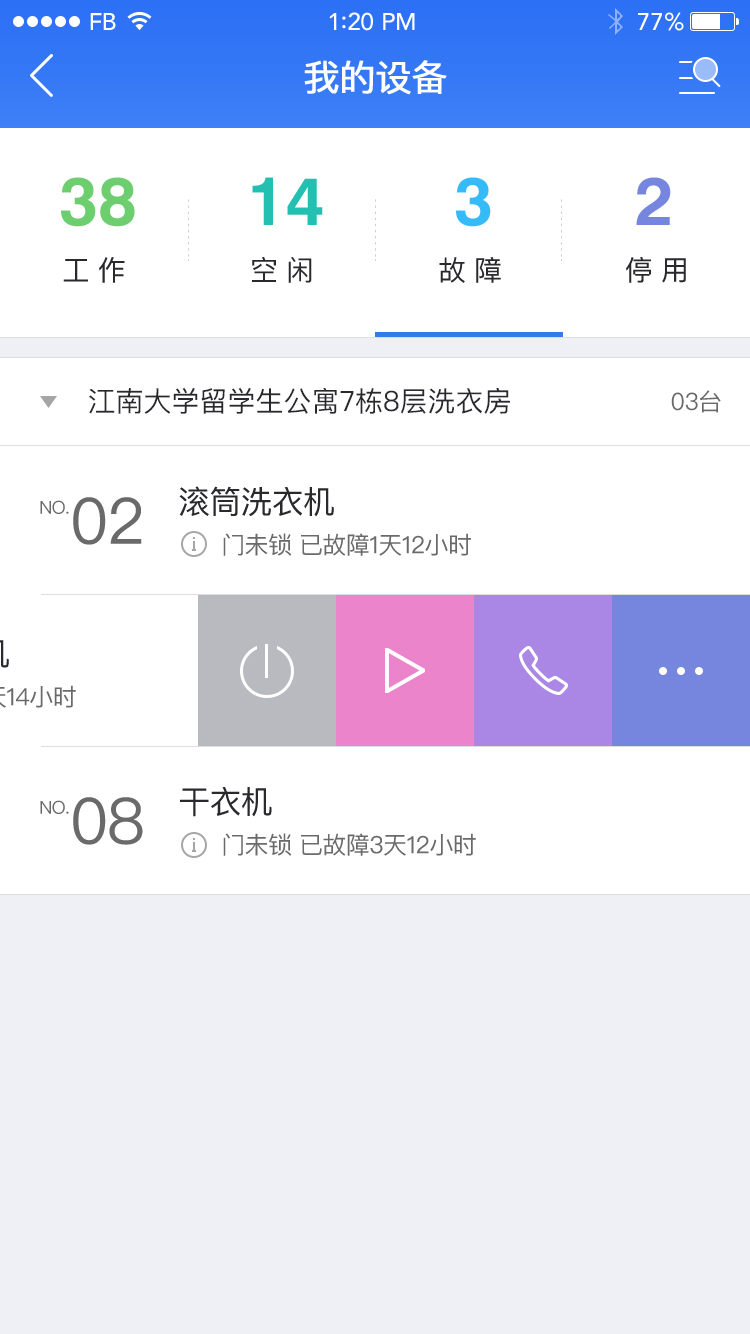 FB 1:20 PM 77%
我的设备
38 14 3 2
工作 空闲 故障 停用
江南大学留学生公寓7栋8层洗衣房 03台
NO.02 滚筒洗衣机
门未锁 已故障1天12小时
机
天14小时
NO.08 干衣机
门未锁 已故障3天12小时